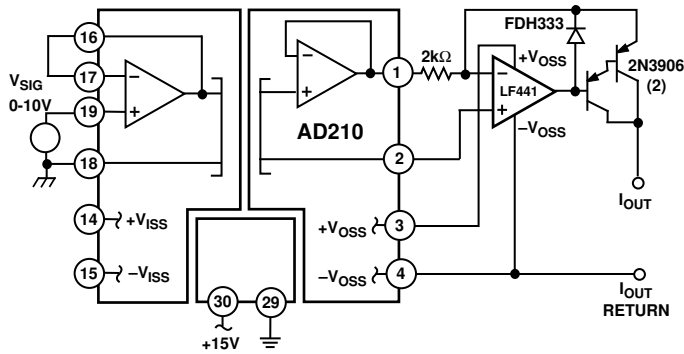 16
17
19
18
14
15
V_SIG
0-10V
+V_ISS
–V_ISS
AD210
1
2
3
4
+V_OSS
–V_OSS
30
29
+15V
2kΩ
FDH333
+V_OSS
LF441
–V_OSS
2N3906
(2)
I_OUT
I_OUT
RETURN